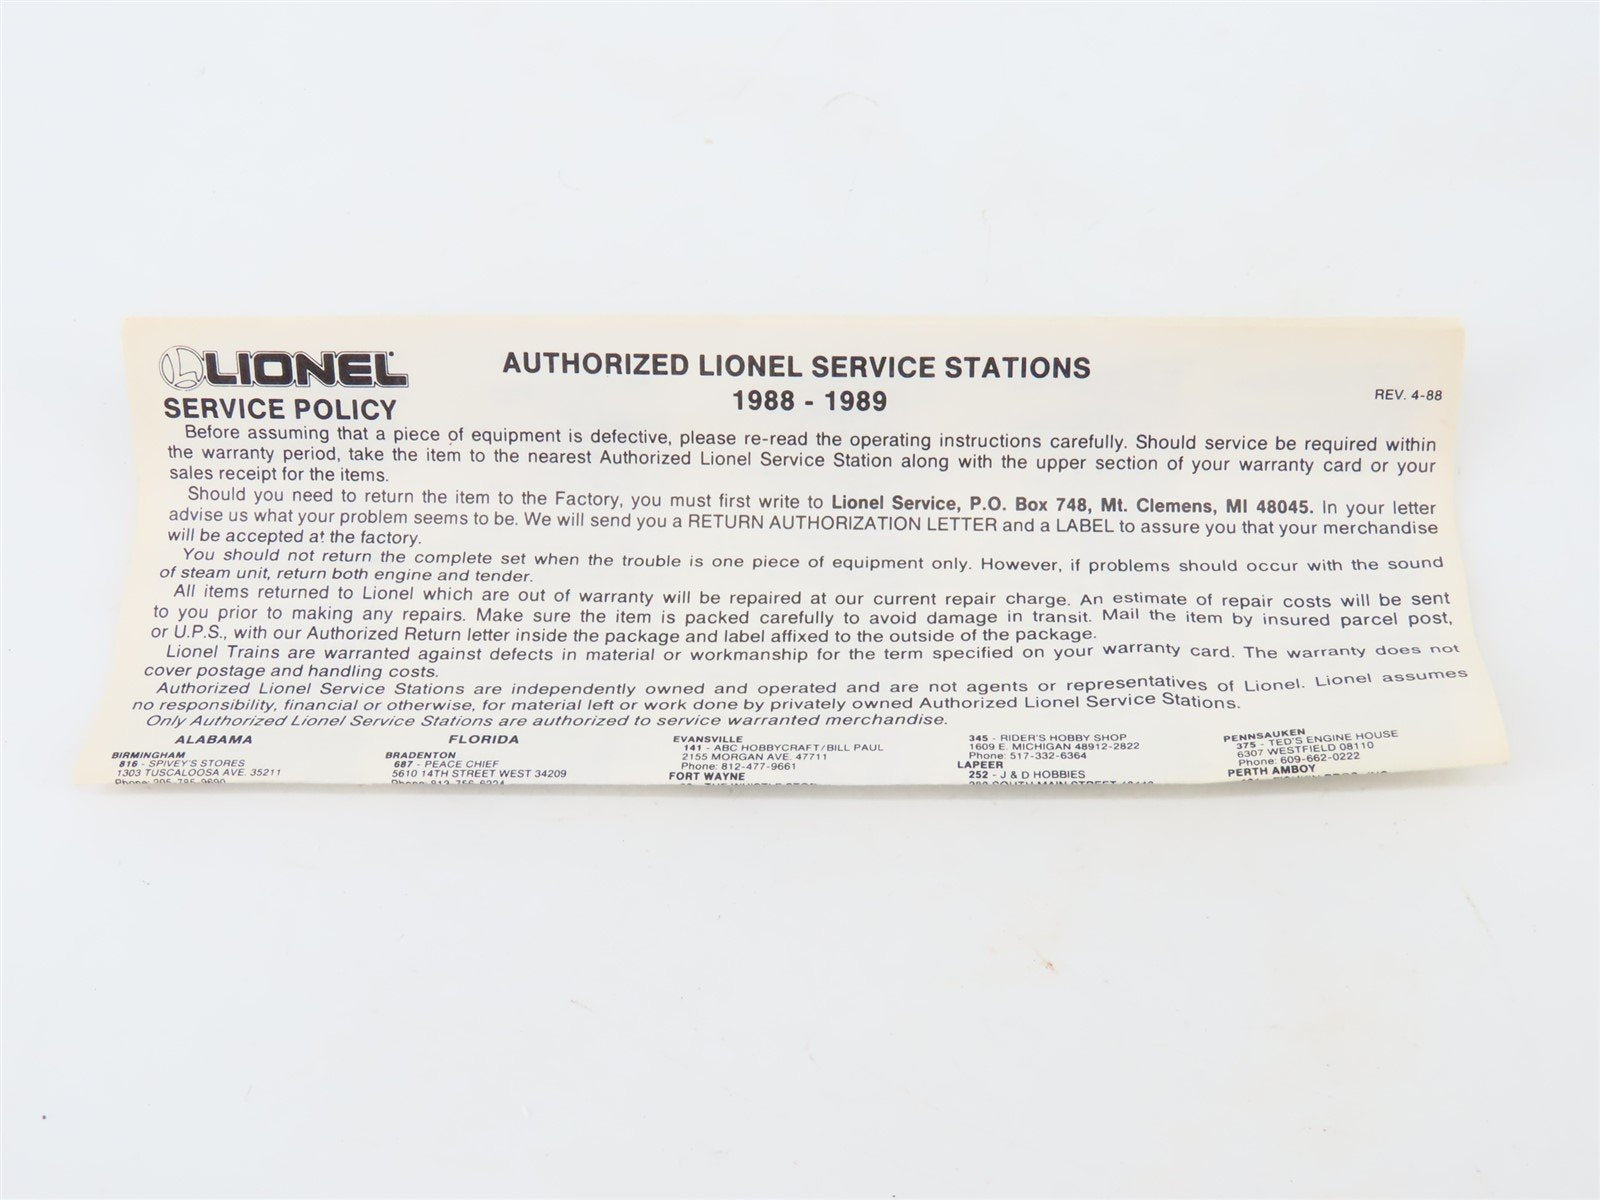 LIONEL
SERVICE POLICY
AUTHORIZED LIONEL SERVICE STATIONS
1988 - 1989
REV. 4-88
Before assuming that a piece of equipment is defective, please re-read the operating instructions carefully. Should service be required within
the warranty period, take the item to the nearest Authorized Lionel Service Station along with the upper section of your warranty card or your
sales receipt for the items.
Should you need to return the item to the Factory, you must first write to Lionel Service, P.O. Box 748, Mt. Clemens, MI 48045. In your letter
advise us what your problem seems to be. We will send you a RETURN AUTHORIZATION LETTER and a LABEL to assure you that your merchandise
will be accepted at the factory.
You should not return the complete set when the trouble is one piece of equipment only. However, if problems should occur with the sound
of steam unit, return both engine and tender.
All items returned to Lionel which are out of warranty will be repaired at our current repair charge. An estimate of repair costs will be sent
to you prior to making any repairs. Make sure the item is packed carefully to avoid damage in transit. Mail the item by insured parcel post,
or U.P.S., with our Authorized Return letter inside the package and label affixed to the outside of the package.
Lionel Trains are warranted against defects in material or workmanship for the term specified on your warranty card. The warranty does not
cover postage and handling costs.
Authorized Lionel Service Stations are independently owned and operated and are not agents or representatives of Lionel. Lionel assumes
no responsibility, financial or otherwise, for material left or work done by privately owned Authorized Lionel Service Stations.
Only Authorized Lionel Service Stations are authorized to service warranted merchandise.
ALABAMA
BIRMINGHAM
816 - SPIVEY'S STORES
1303 TUSCALOOSA AVE. 35211
FLORIDA
BRADENTON
687 - PEACE CHIEF
5610 14TH STREET WEST 34209
EVANSVILLE
141 - ABC HOBBYCRAFT/BILL PAUL
2155 MORGAN AVE. 47711
Phone: 812-477-9661
FORT WAYNE
345 - RIDER'S HOBBY SHOP
1609 E. MICHIGAN 48912-2822
Phone: 517-332-6364
LAPEER
252 - J & D HOBBIES
PENNSAUKEN
375 - TED'S ENGINE HOUSE
6307 WESTFIELD 08110
Phone: 609-662-0222
PERTH AMBOY